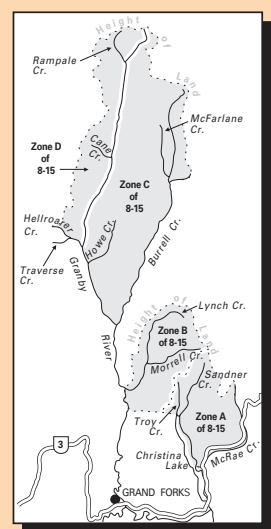 Height of
Rampale
Cr.
Land
McFarlane
Cr.
Zone D
of
8-15
Cane
Cr.
Zone C
of
8-15
Hellroarer
Cr.
Howe Cr.
Burrell Cr.
Traverse
Cr.
Granby
River
Height of
Land
Lynch Cr.
Zone B
of 8-15
Morrell Cr.
Sandner
Cr.
Troy
Cr.
Zone A
of 8-15
Christina
Lake
McRae Cr.
3
GRAND FORKS